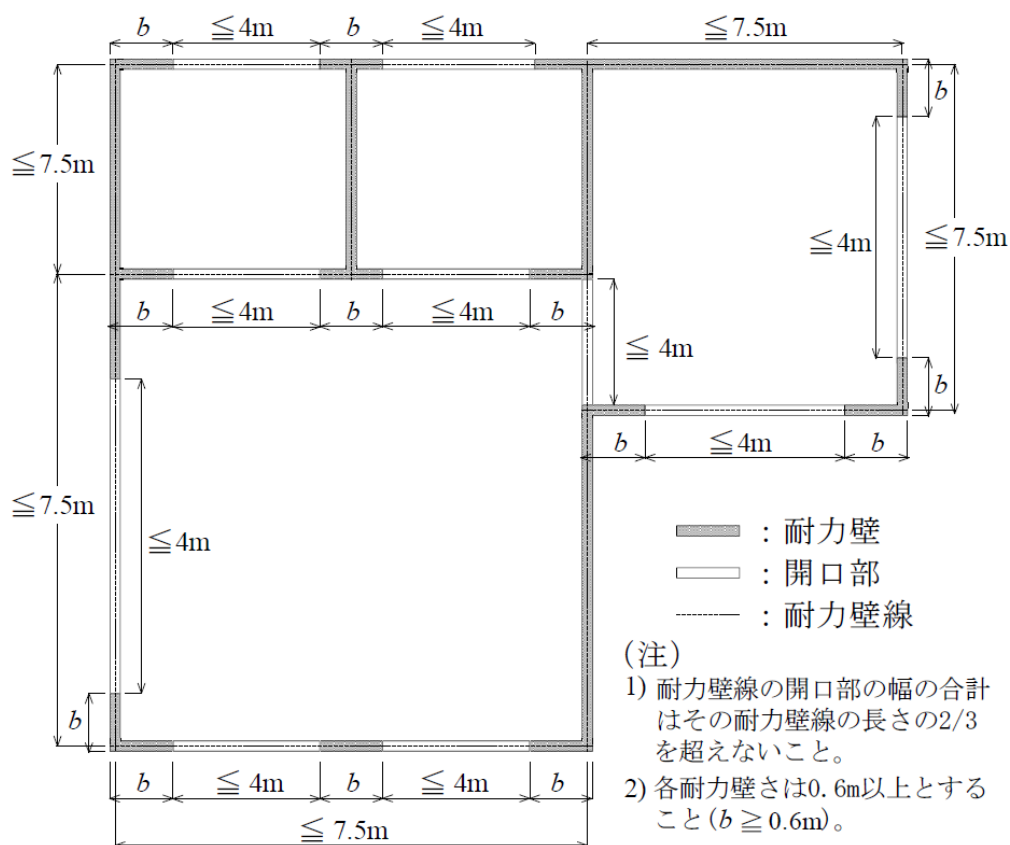 b ≦4m b ≦4m ≦7.5m
b
≦7.5m
≦4m ≦7.5m
b ≦4m b ≦4m b
≦4m
b
b ≦4m b
≦7.5m
≦4m
：耐力壁
：開口部
：耐力壁線
(注)
1) 耐力壁線の開口部の幅の合計
はその耐力壁線の長さの2/3
を超えないこと。
2) 各耐力壁さは0.6m以上とする
こと(b≧0.6m)。
b
b ≦4m b ≦4m b
≦7.5m